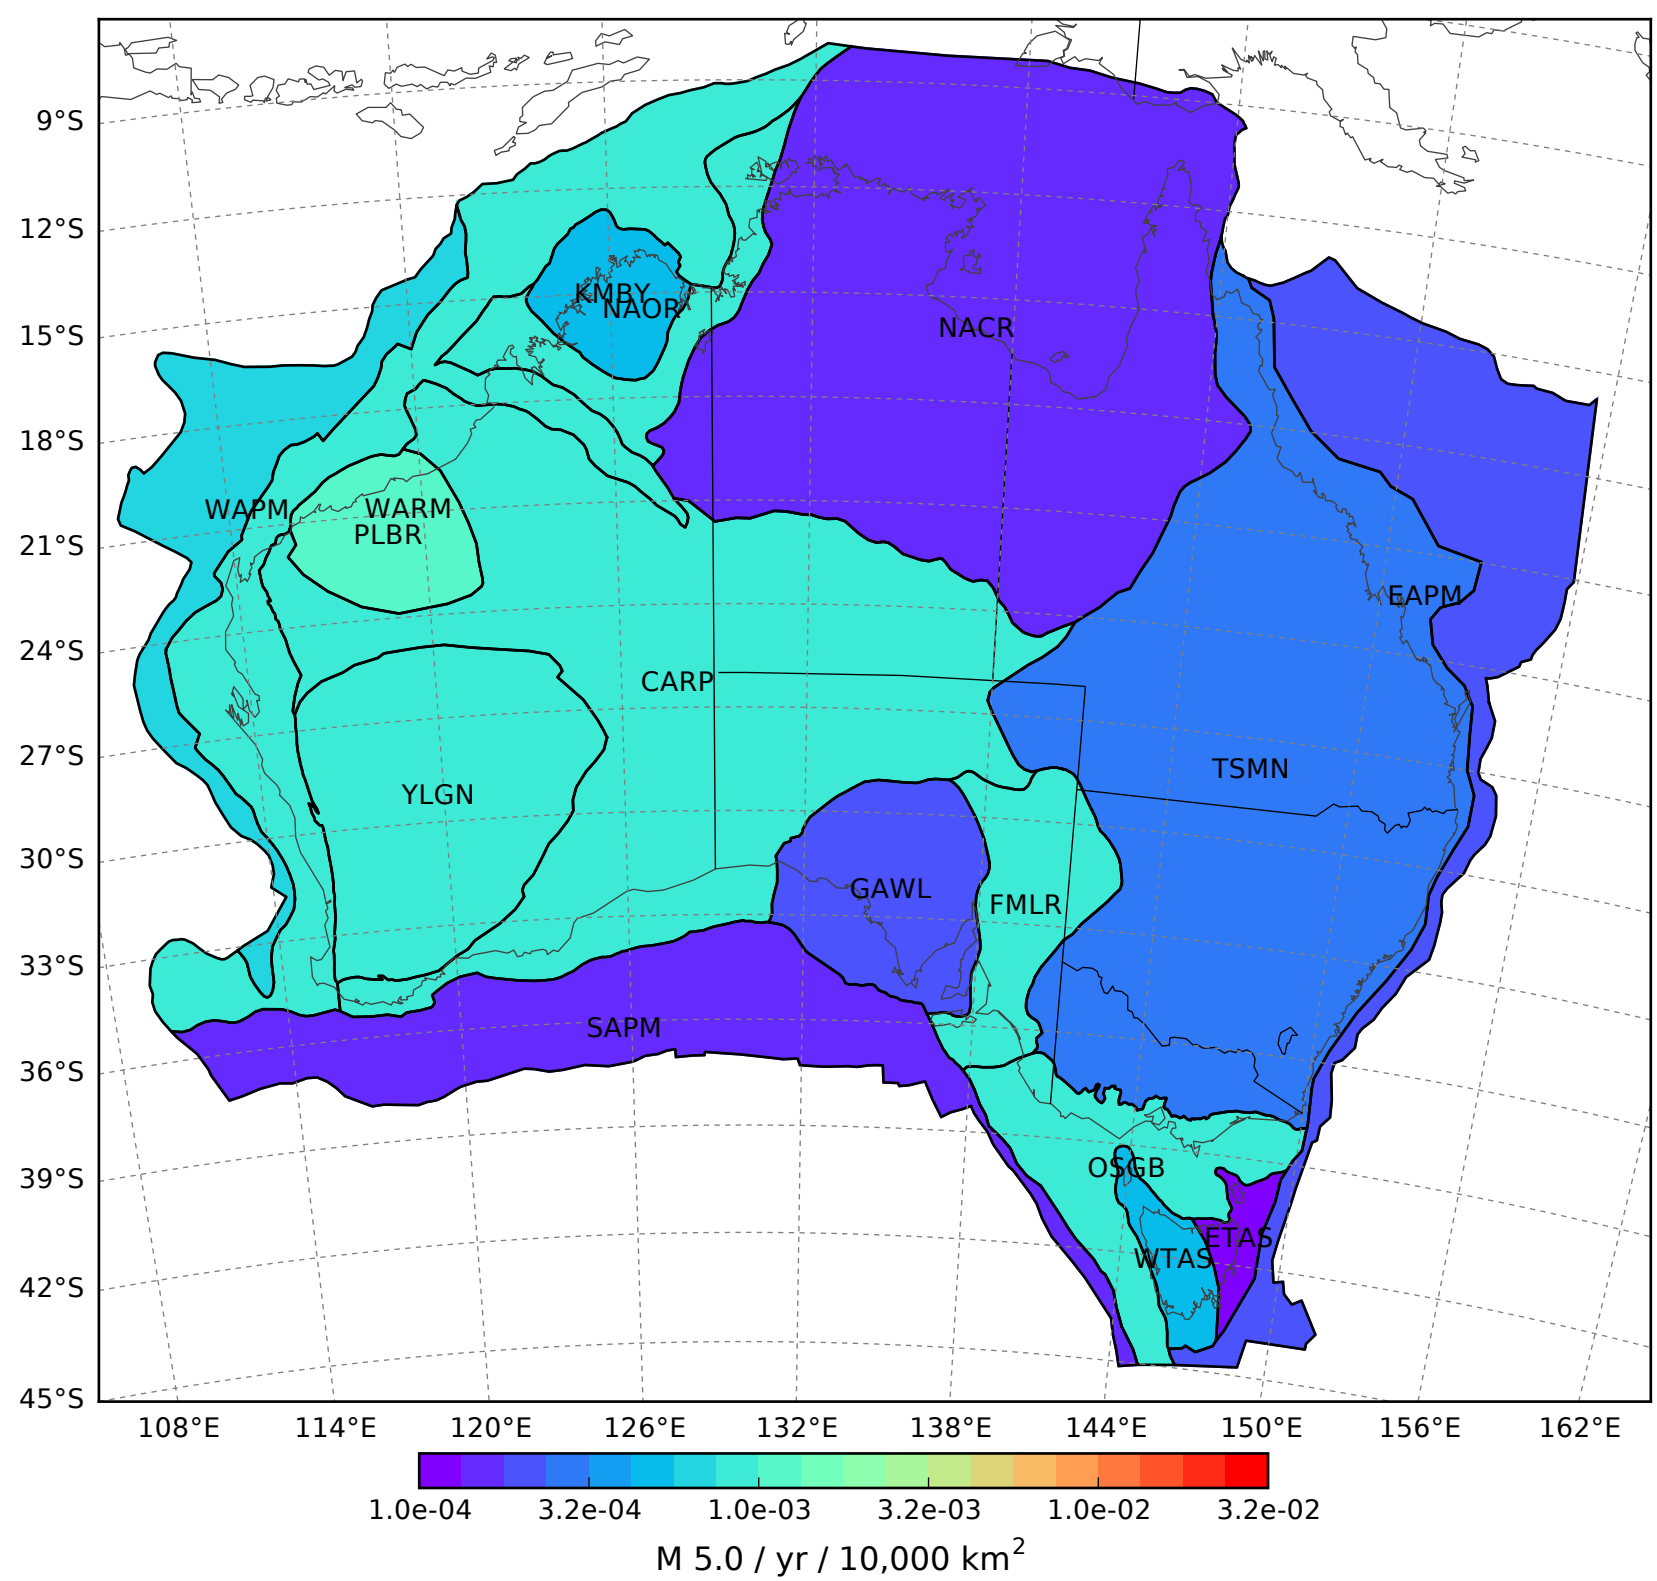 9°S
12°S
15°S
18°S
21°S
24°S
27°S
30°S
33°S
36°S
39°S
42°S
45°S
KMBY
NAOR
NACR
WAPM
WARM
PLBR
EAPM
CARP
TSMN
YLGN
GAWL
FMLR
SAPM
OSGB
ETAS
WTAS
108°E 114°E 120°E 126°E 132°E 138°E 144°E 150°E 156°E 162°E
1.0e-04 3.2e-04 1.0e-03 3.2e-03 1.0e-02 3.2e-02
M 5.0 / yr / 10,000 km²